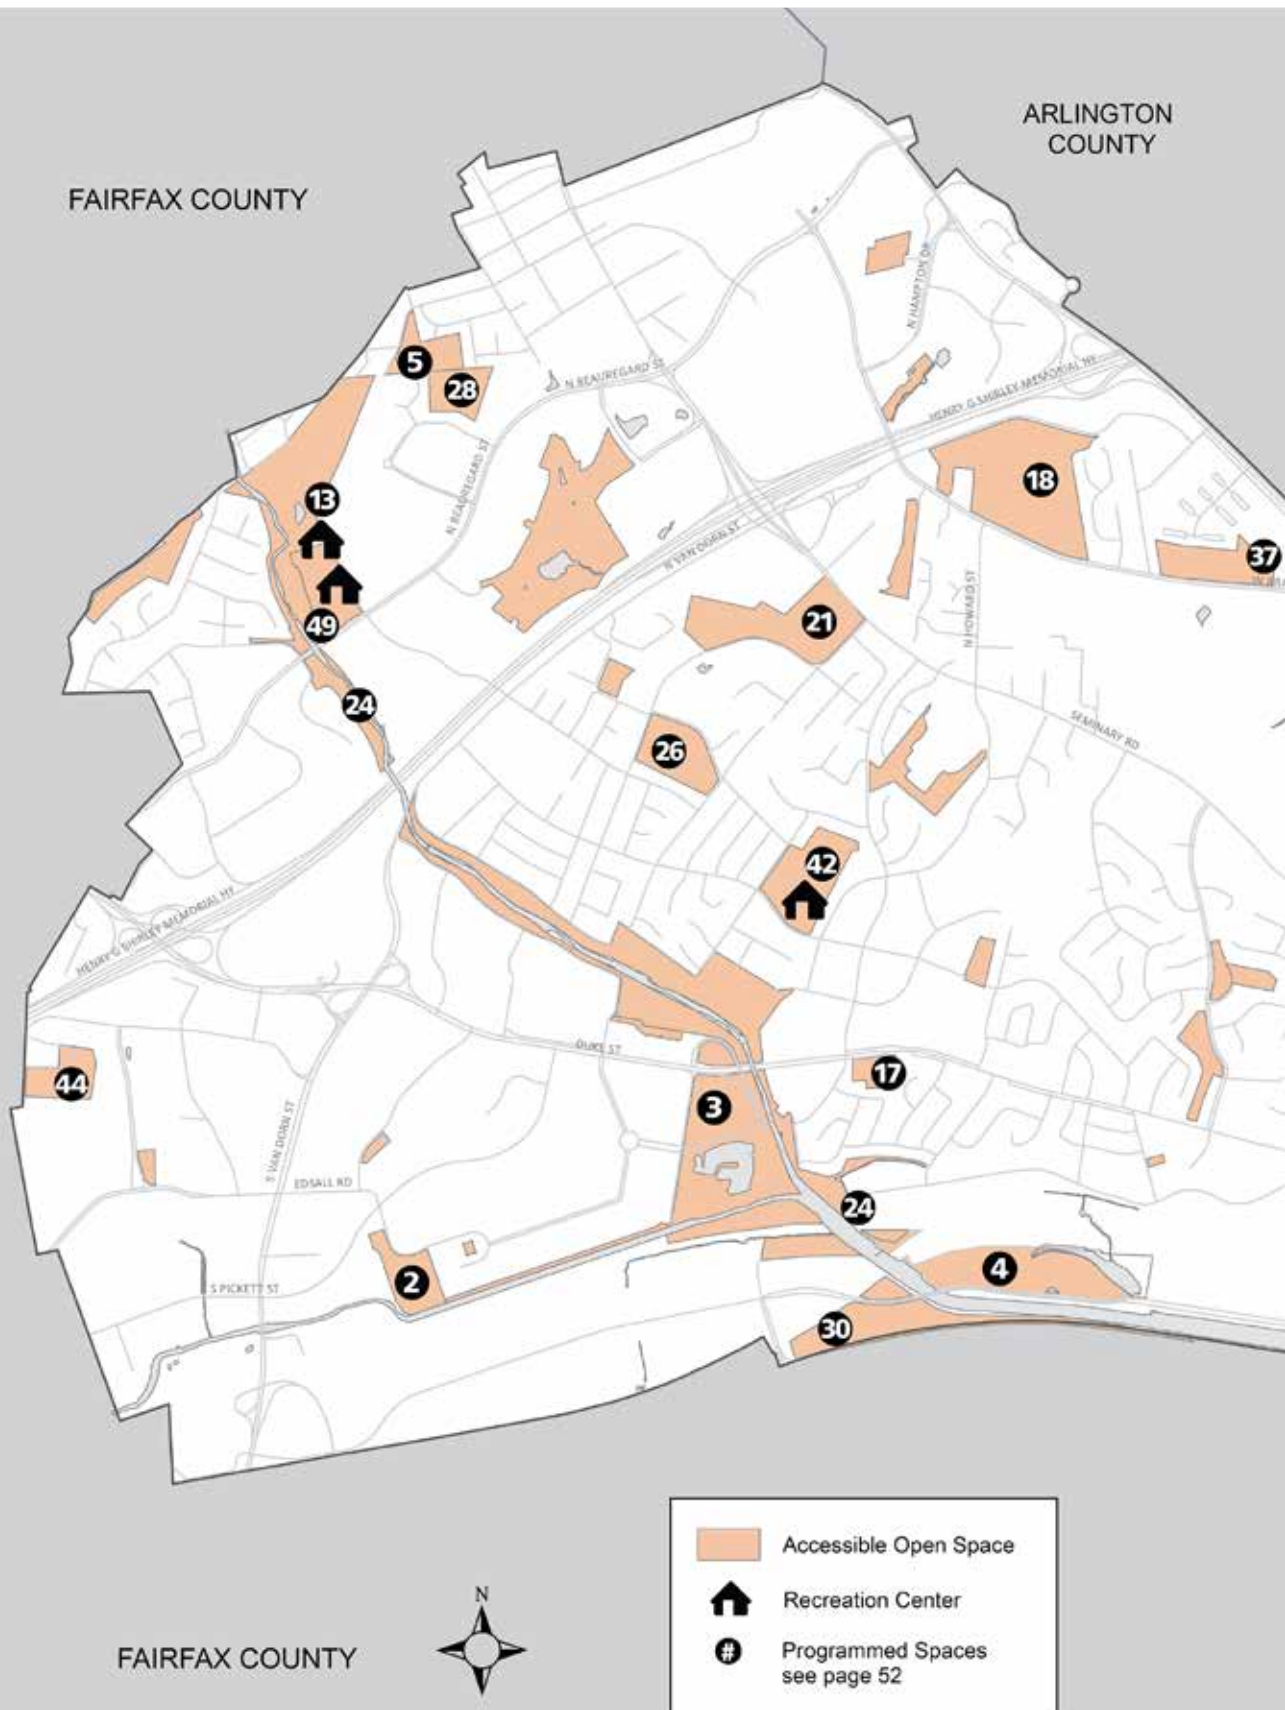 ARLINGTON
COUNTY
FAIRFAX COUNTY
N HAMPTON DR
5
28
N BEAUREGARD ST
HENRY G SHIRLEY MEMORIAL HY
N BEAUREGARD ST
18
13
N VAN DORN ST
37
49
21
N HOWARD ST
24
SEMINARY RD
26
42
HENRY G SHIRLEY MEMORIAL HY
DUKE ST
44
17
3
S VAN DORN ST
EDSALL RD
24
2
4
S PICKETT ST
30
Accessible Open Space
N
Recreation Center
FAIRFAX COUNTY
#
Programmed Spaces
see page 52